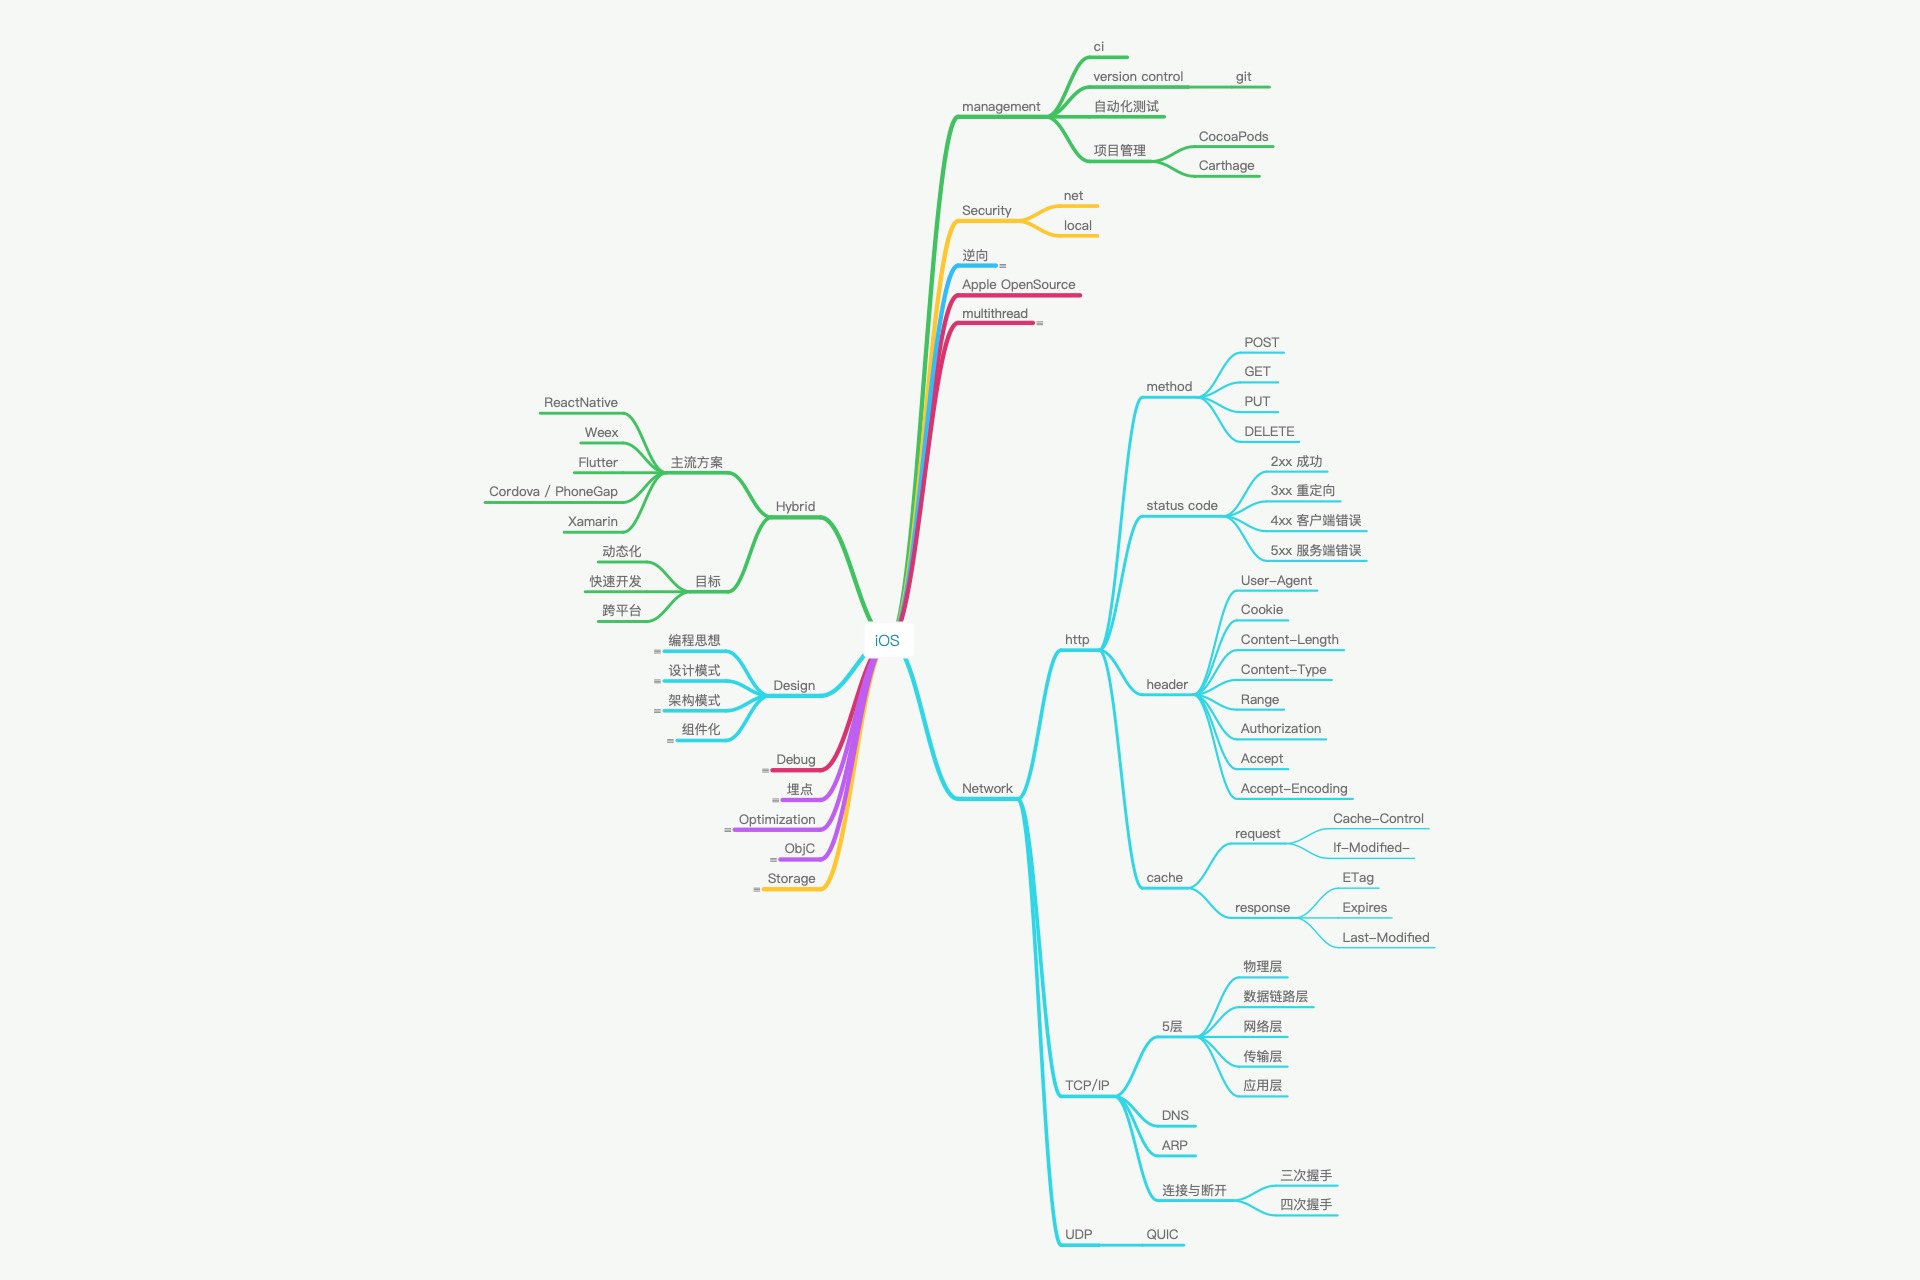 iOS
management
ci
version control
git
自动化测试
项目管理
CocoaPods
Carthage
Security
net
local
逆向
Apple OpenSource
multithread
Network
http
method
POST
GET
PUT
DELETE
status code
2xx 成功
3xx 重定向
4xx 客户端错误
5xx 服务端错误
header
User-Agent
Cookie
Content-Length
Content-Type
Range
Authorization
Accept
Accept-Encoding
cache
request
Cache-Control
If-Modified-
response
ETag
Expires
Last-Modified
TCP/IP
5层
物理层
数据链路层
网络层
传输层
应用层
DNS
ARP
连接与断开
三次握手
四次握手
UDP
QUIC
Hybrid
主流方案
ReactNative
Weex
Flutter
Cordova / PhoneGap
Xamarin
目标
动态化
快速开发
跨平台
Design
编程思想
设计模式
架构模式
组件化
Debug
埋点
Optimization
ObjC
Storage